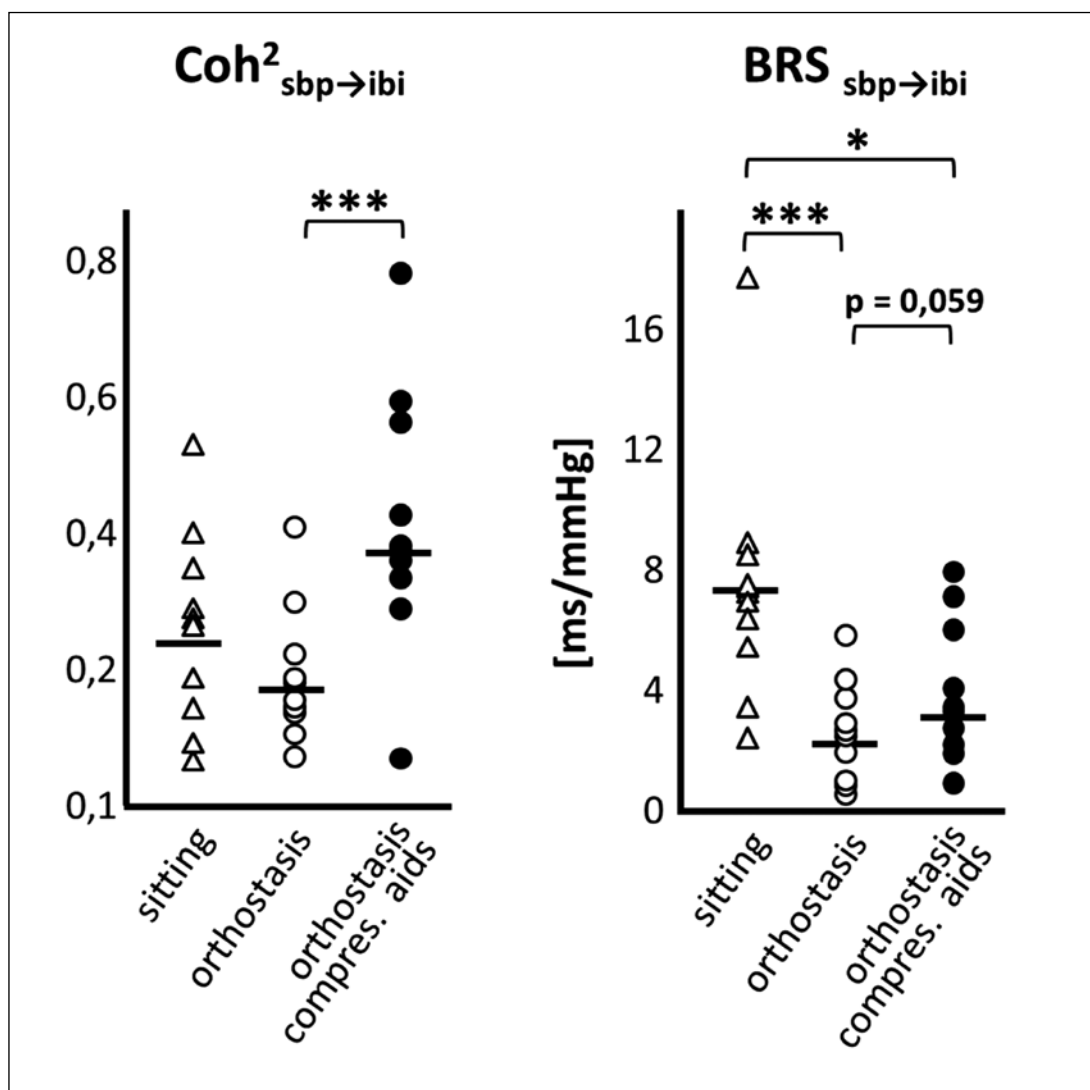 Coh²sbp→ibi
***
0,8
0,6
0,4
0,2
0,1
sitting
orthostasis
orthostasis
compres. aids
BRS sbp→ibi
*
***
p = 0,059
[ms/mmHg]
16
12
8
4
0
sitting
orthostasis
orthostasis
compres. aids